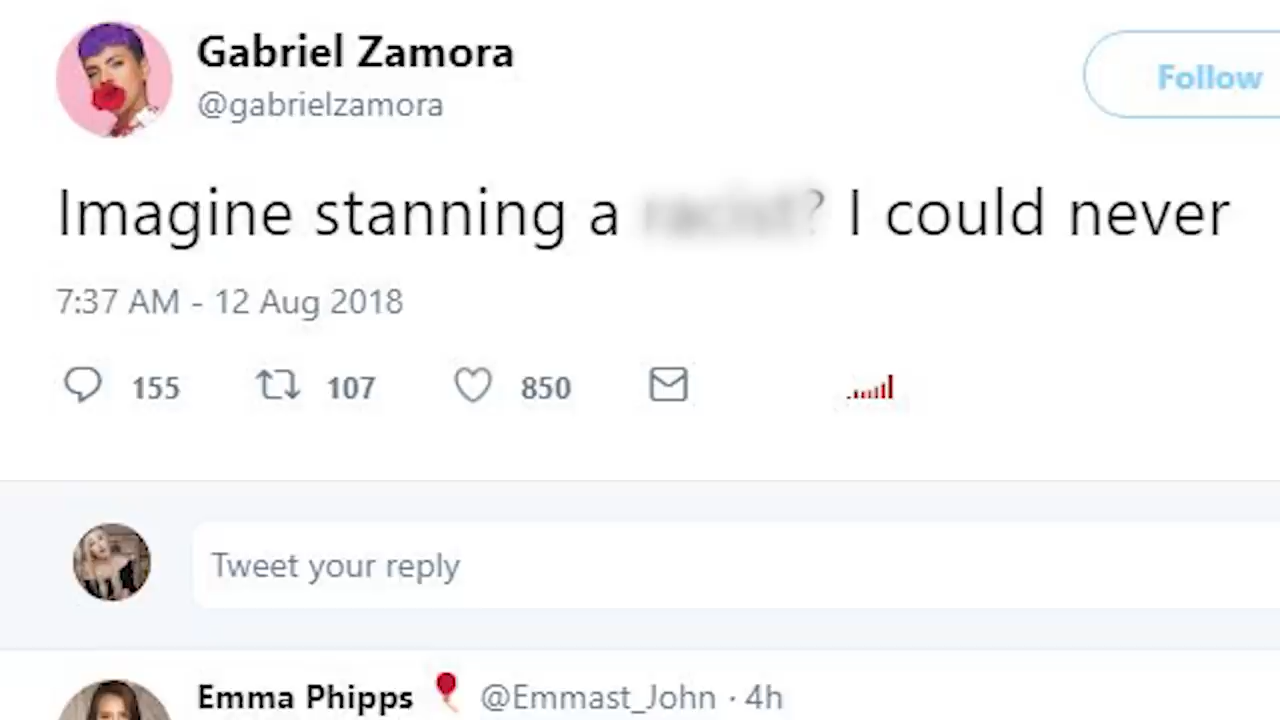 Gabriel Zamora
@gabrielzamora
Follow
Imagine stanning a racist? I could never
7:37 AM - 12 Aug 2018
155 107 850
Tweet your reply
Emma Phipps @Emmast_John · 4h